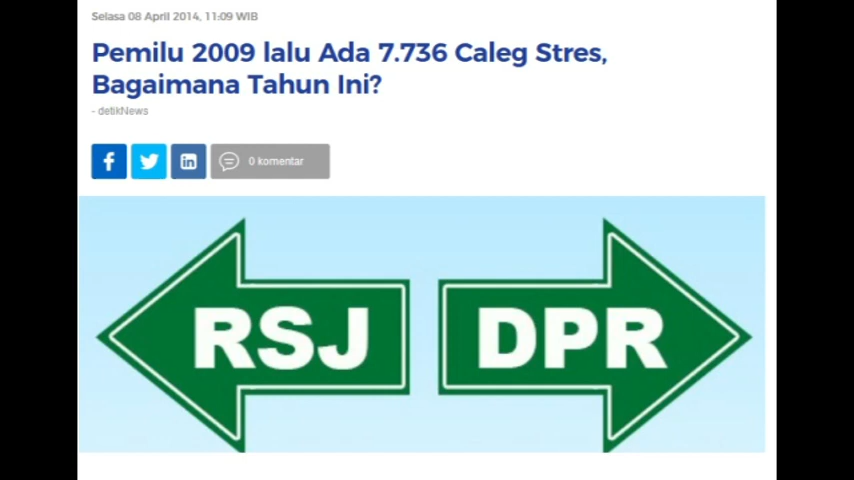 Selasa 08 April 2014, 11:09 WIB
Pemilu 2009 lalu Ada 7.736 Caleg Stres,
Bagaimana Tahun Ini?
- detikNews
0 komentar
RSJ
DPR